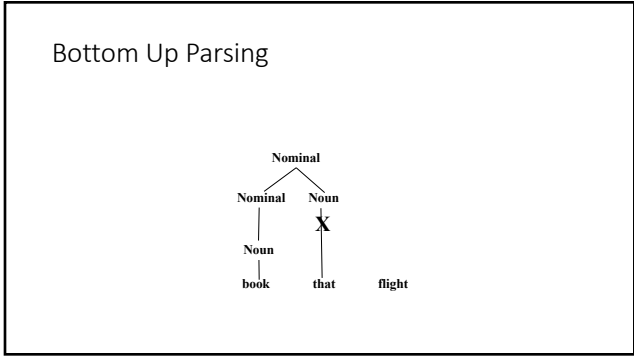 Bottom Up Parsing
Nominal
Nominal Noun
X
Noun
book that flight